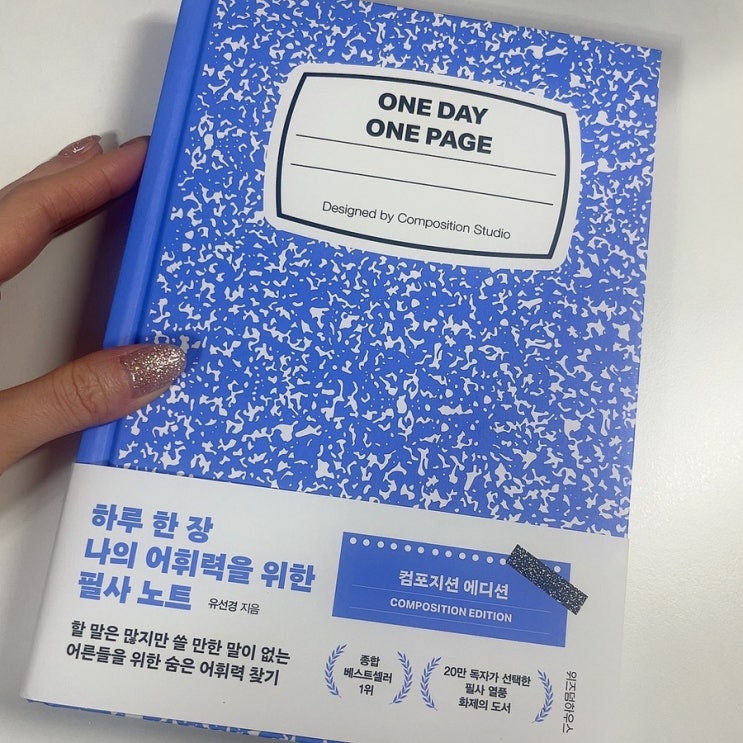 ONE DAY
ONE PAGE
Designed by Composition Studio
하루 한 장
나의 어휘력을 위한
필사 노트 유선경 지음
할 말은 많지만 쓸 만한 말이 없는
어른들을 위한 숨은 어휘력 찾기
컴포지션 에디션
COMPOSITION EDITION
종합
베스트셀러
1위
20만 독자가 선택한
필사 열풍
화제의 도서
위즈덤하우스